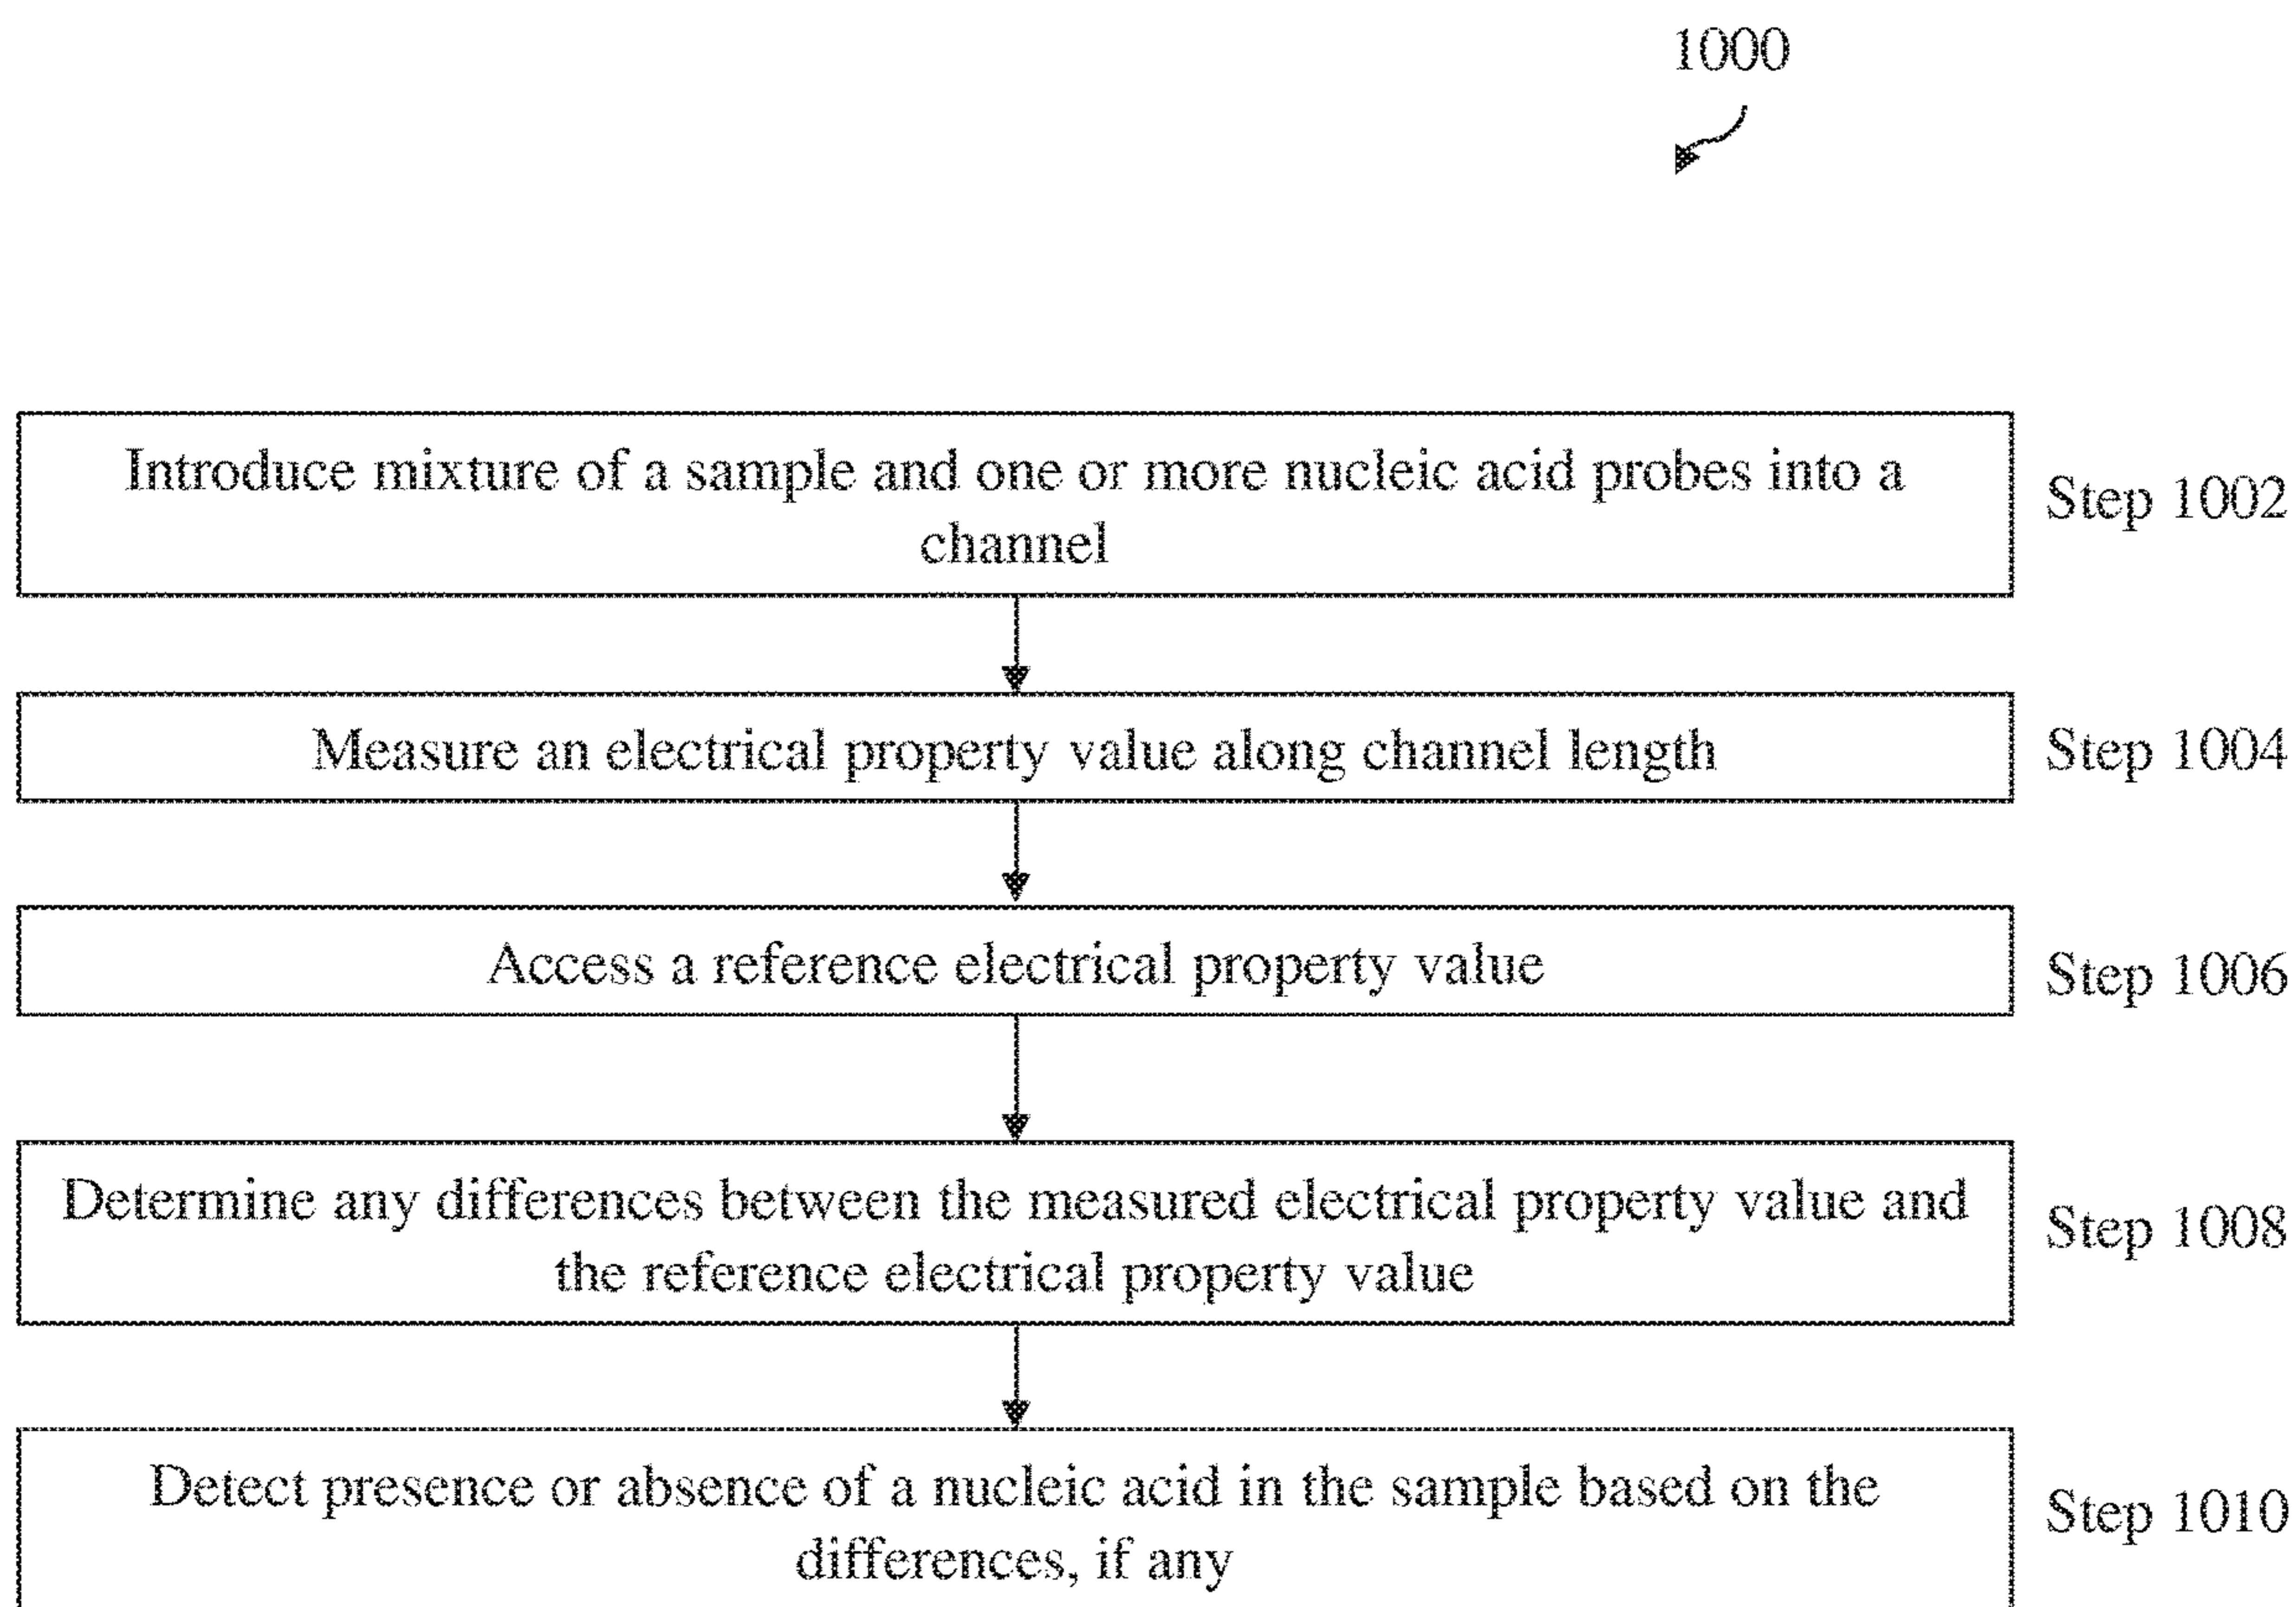 1000
Introduce mixture of a sample and one or more nucleic acid probes into a
channel
Step 1002
Measure an electrical property value along channel length
Step 1004
Access a reference electrical property value
Step 1006
Determine any differences between the measured electrical property value and
the reference electrical property value
Step 1008
Detect presence or absence of a nucleic acid in the sample based on the
differences, if any
Step 1010